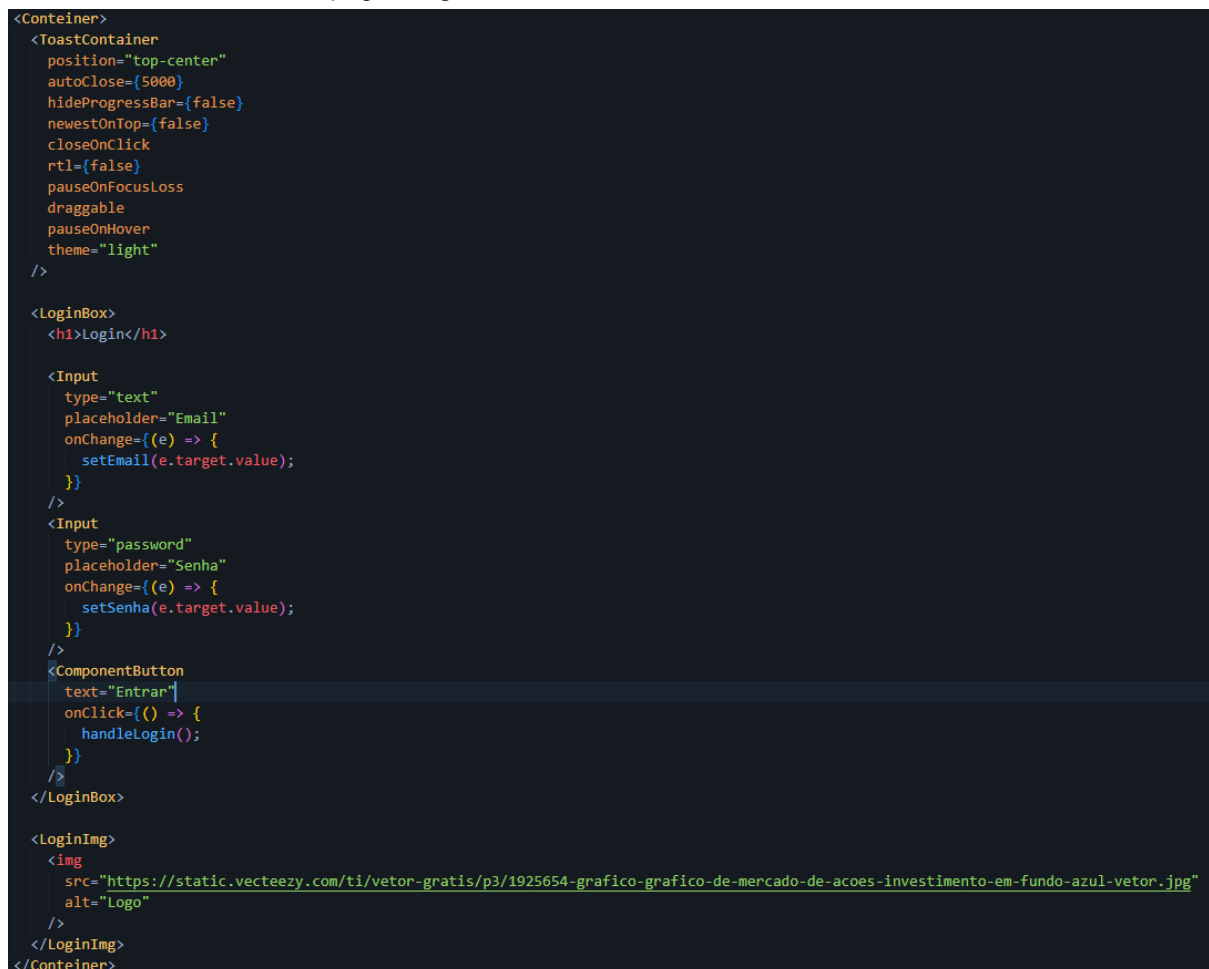 <Conteiner>
<ToastContainer
position="top-center"
autoClose={5000}
hideProgressBar={false}
newestOnTop={false}
closeOnClick
rtl={false}
pauseOnFocusLoss
draggable
pauseOnHover
theme="light"
/>
<LoginBox>
<h1>Login</h1>
<Input
type="text"
placeholder="Email"
onChange={(e) => {
setEmail(e.target.value);
}}
/>
<Input
type="password"
placeholder="Senha"
onChange={(e) => {
setSenha(e.target.value);
}}
/>
<ComponentButton
text="Entrar"
onClick={() => {
handleLogin();
}}
/>
</LoginBox>
<LoginImg>
<img
src="https://static.vecteezy.com/ti/vetor-gratis/p3/1925654-grafico-grafico-de-mercado-de-acoes-investimento-em-fundo-azul-vetor.jpg"
alt="Logo"
/>
</LoginImg>
</Conteiner>